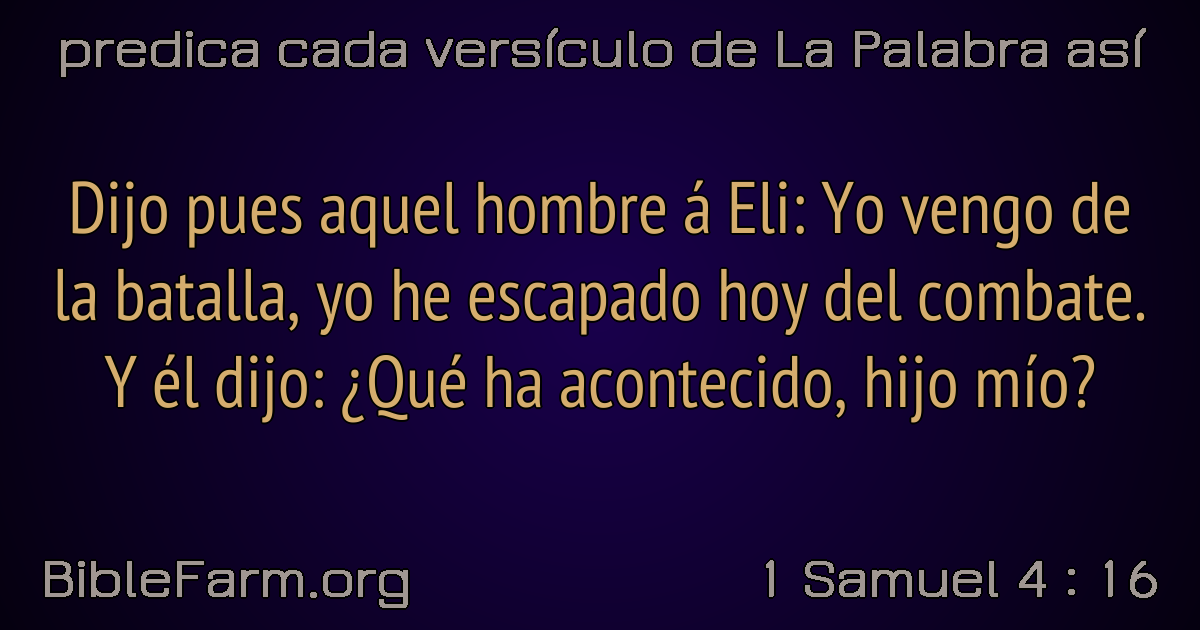 predica cada versículo de La Palabra así
Dijo pues aquel hombre á Eli: Yo vengo de
la batalla, yo he escapado hoy del combate.
Y él dijo: ¿Qué ha acontecido, hijo mío?
BibleFarm.org
1 Samuel 4 : 16